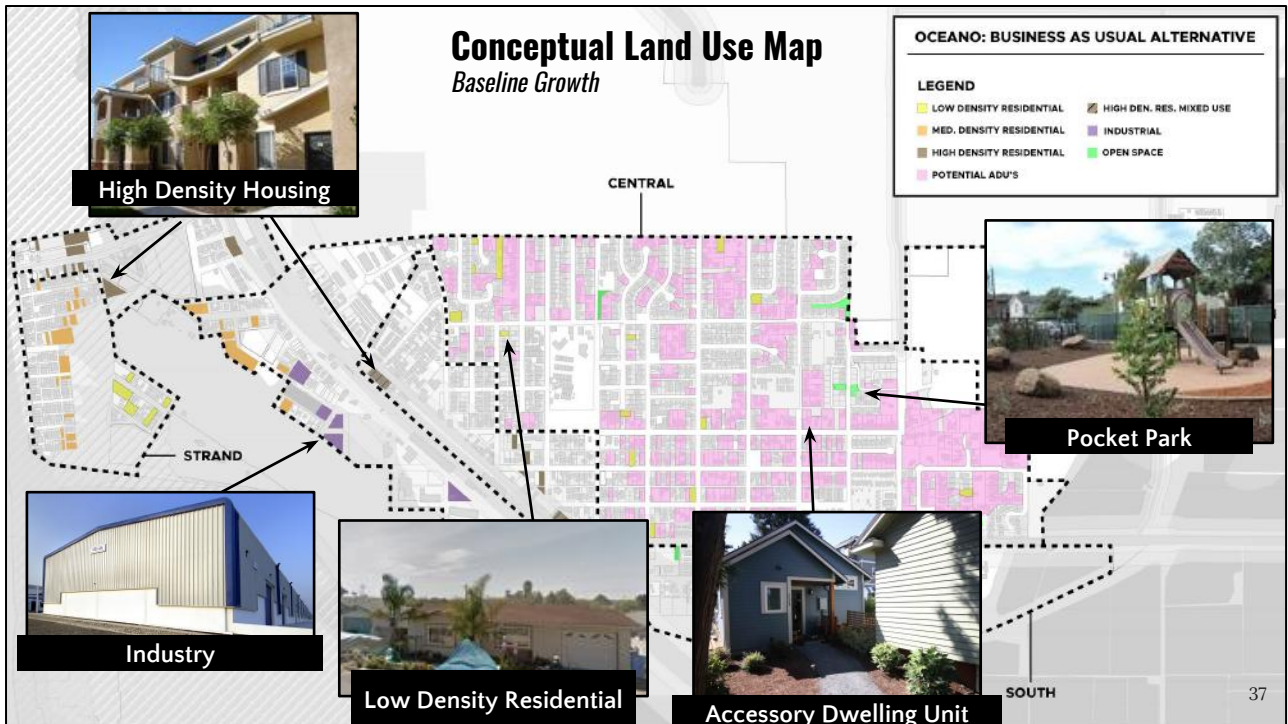 Conceptual Land Use Map
Baseline Growth
OCEANO: BUSINESS AS USUAL ALTERNATIVE
LEGEND
LOW DENSITY RESIDENTIAL
MED. DENSITY RESIDENTIAL
HIGH DENSITY RESIDENTIAL
POTENTIAL ADU'S
HIGH DEN. RES. MIXED USE
INDUSTRIAL
OPEN SPACE
High Density Housing
CENTRAL
Pocket Park
STRAND
Industry
Low Density Residential
Accessory Dwelling Unit
SOUTH
37